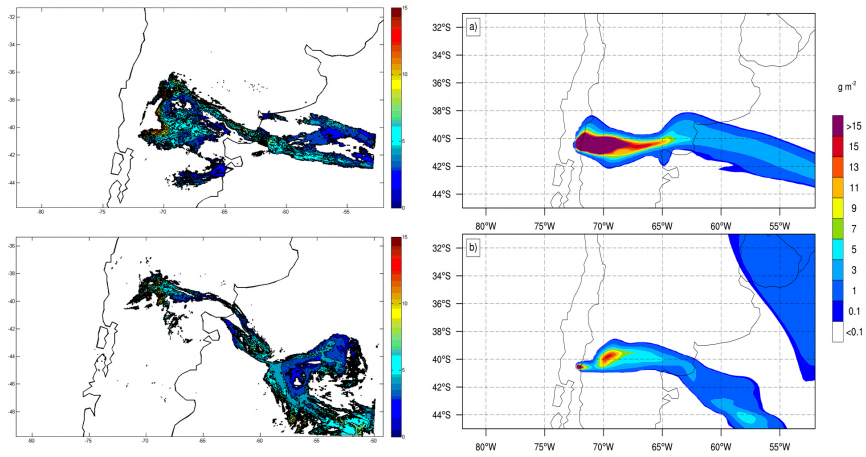 -32
-34
-36
-38
-40
-42
-44
-80
-75
-70
-65
-60
-55
15
10
5
0
a)
32°S
34°S
36°S
38°S
40°S
42°S
44°S
80°W
75°W
70°W
65°W
60°W
55°W
g m-2
>15
15
13
11
9
7
5
3
1
0.1
<0.1
-36
-38
-40
-42
-44
-46
-48
-80
-75
-70
-65
-60
-55
-50
15
10
5
0
b)
32°S
34°S
36°S
38°S
40°S
42°S
44°S
80°W
75°W
70°W
65°W
60°W
55°W